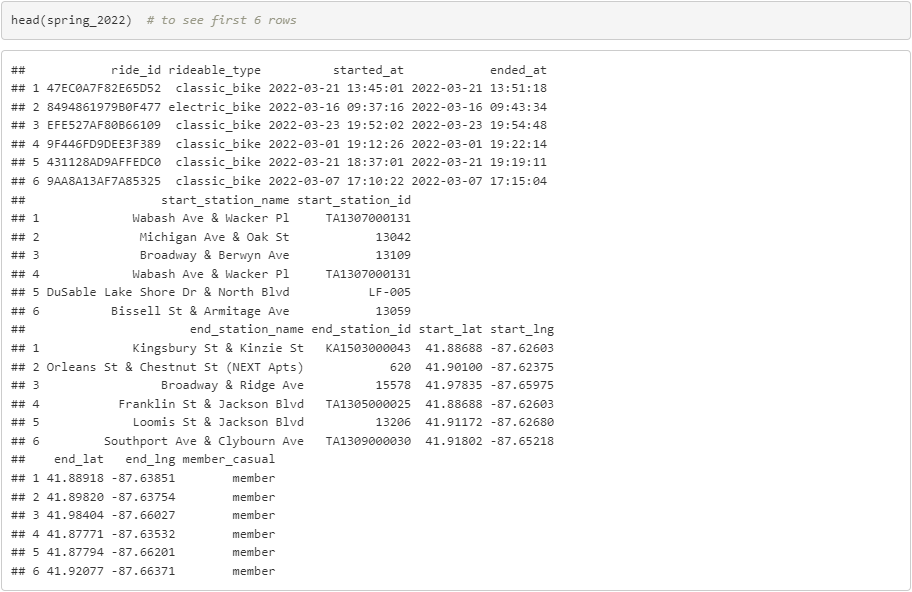 head(spring_2022)  # to see first 6 rows
##            ride_id rideable_type          started_at            ended_at
## 1 47EC0A7F82E65D52  classic_bike 2022-03-21 13:45:01 2022-03-21 13:51:18
## 2 8494861979B0F477 electric_bike 2022-03-16 09:37:16 2022-03-16 09:43:34
## 3 EFE527AF80B66109  classic_bike 2022-03-23 19:52:02 2022-03-23 19:54:48
## 4 9F446FD9DEE3F389  classic_bike 2022-03-01 19:12:26 2022-03-01 19:22:14
## 5 431128AD9AFFEDC0  classic_bike 2022-03-21 18:37:01 2022-03-21 19:19:11
## 6 9AA8A13AF7A85325  classic_bike 2022-03-07 17:10:22 2022-03-07 17:15:04
##                   start_station_name start_station_id
## 1             Wabash Ave & Wacker Pl     TA1307000131
## 2              Michigan Ave & Oak St            13042
## 3              Broadway & Berwyn Ave            13109
## 4             Wabash Ave & Wacker Pl     TA1307000131
## 5 DuSable Lake Shore Dr & North Blvd           LF-005
## 6          Bissell St & Armitage Ave            13059
##                       end_station_name end_station_id start_lat start_lng
## 1               Kingsbury St & Kinzie St   KA1503000043  41.88688 -87.62603
## 2 Orleans St & Chestnut St (NEXT Apts)            620  41.90100 -87.62375
## 3                 Broadway & Ridge Ave          15578  41.97835 -87.65975
## 4           Franklin St & Jackson Blvd   TA1305000025  41.88688 -87.62603
## 5             Loomis St & Jackson Blvd          13206  41.91172 -87.62680
## 6         Southport Ave & Clybourn Ave   TA1309000030  41.91802 -87.65218
##    end_lat   end_lng member_casual
## 1 41.88918 -87.63851        member
## 2 41.89820 -87.63754        member
## 3 41.98404 -87.66027        member
## 4 41.87771 -87.63532        member
## 5 41.87794 -87.66201        member
## 6 41.92077 -87.66371        member